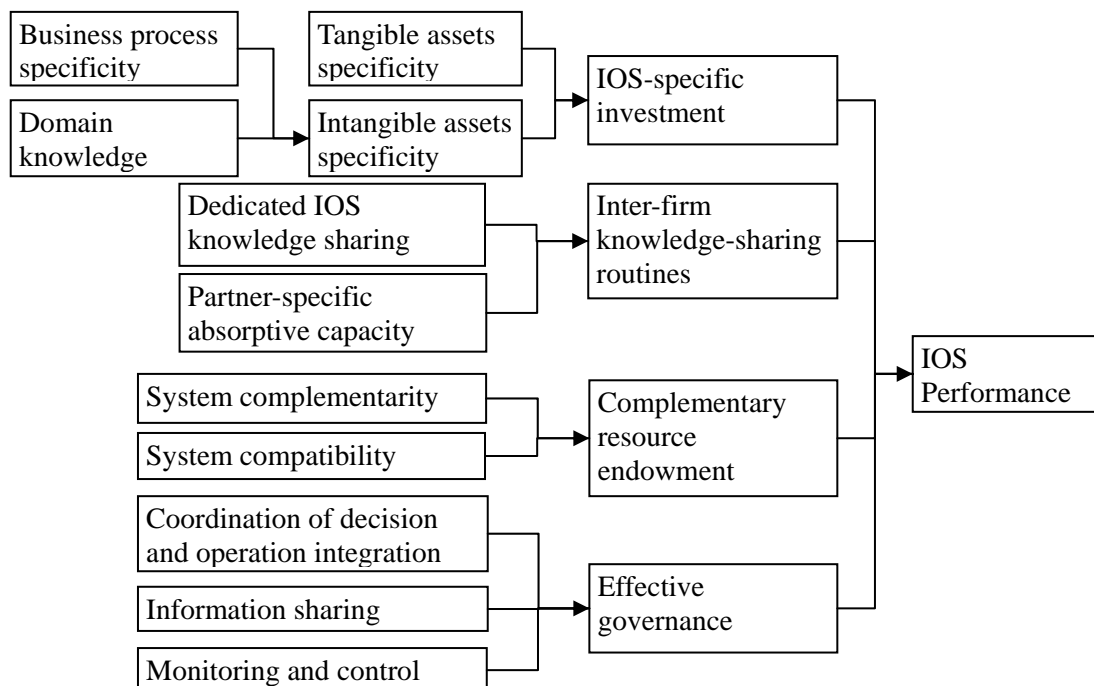 Business process
specificity
Domain
knowledge
Tangible assets
specificity
Intangible assets
specificity
IOS-specific
investment
Dedicated IOS
knowledge sharing
Partner-specific
absorptive capacity
Inter-firm
knowledge-sharing
routines
System complementarity
System compatibility
Complementary
resource
endowment
Coordination of decision
and operation integration
Information sharing
Monitoring and control
Effective
governance
IOS
Performance